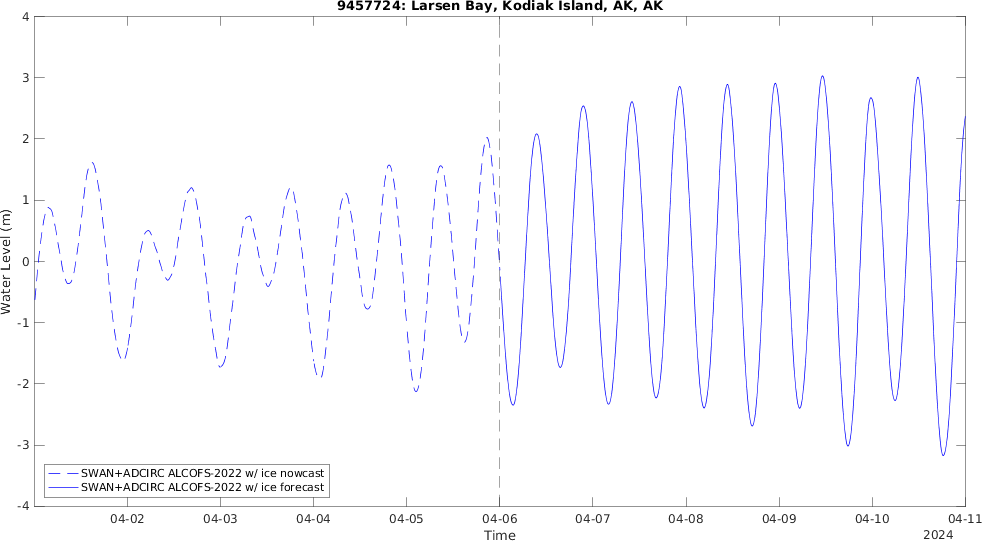 9457724: Larsen Bay, Kodiak Island, AK, AK
4
3
2
1
0
-1
-2
-3
-4
Water Level (m)
SWAN+ADCIRC ALCOFS-2022 w/ ice nowcast
SWAN+ADCIRC ALCOFS-2022 w/ ice forecast
04-02 04-03 04-04 04-05 04-06 04-07 04-08 04-09 04-10 04-11
Time
2024